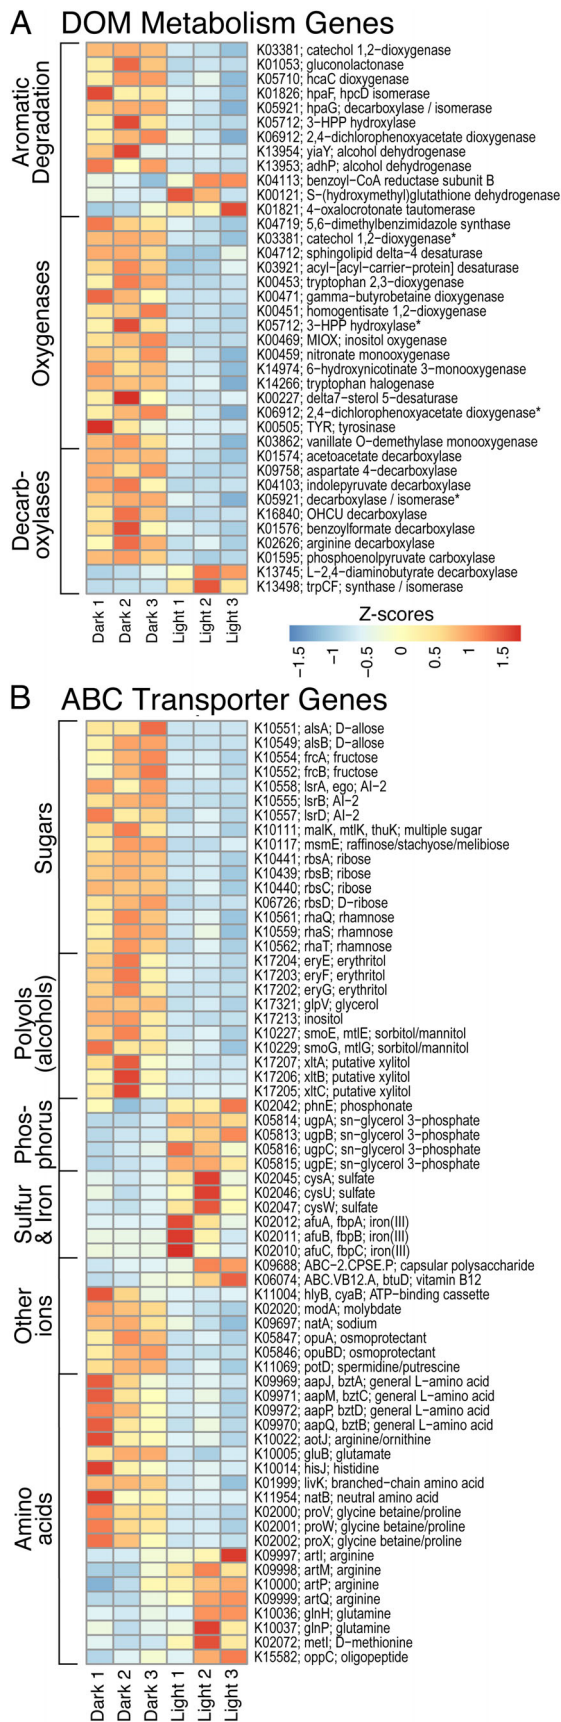 A DOM Metabolism Genes
Aromatic
Degradation
K03381; catechol 1,2−dioxygenase
K01053; gluconolactonase
K05710; hcaC dioxygenase
K01826; hpaF, hpcD isomerase
K05921; hpaG; decarboxylase / isomerase
K05712; 3−HPP hydroxylase
K06912; 2,4−dichlorophenoxyacetate dioxygenase
K13954; yiaY; alcohol dehydrogenase
K13953; adhP; alcohol dehydrogenase
K04113; benzoyl−CoA reductase subunit B
K00121; S−(hydroxymethyl)glutathione dehydrogenase
K01821; 4−oxalocrotonate tautomerase
Oxygenases
K04719; 5,6−dimethylbenzimidazole synthase
K03381; catechol 1,2−dioxygenase*
K04712; sphingolipid delta−4 desaturase
K03921; acyl−[acyl−carrier−protein] desaturase
K00453; tryptophan 2,3−dioxygenase
K00471; gamma−butyrobetaine dioxygenase
K00451; homogentisate 1,2−dioxygenase
K05712; 3−HPP hydroxylase*
K00469; MIOX; inositol oxygenase
K00459; nitronate monooxygenase
K14974; 6−hydroxynicotinate 3−monooxygenase
K14266; tryptophan halogenase
K00227; delta7−sterol 5−desaturase
K06912; 2,4−dichlorophenoxyacetate dioxygenase*
K00505; TYR; tyrosinase
K03862; vanillate O−demethylase monooxygenase
Decarb-
oxylases
K01574; acetoacetate decarboxylase
K09758; aspartate 4−decarboxylase
K04103; indolepyruvate decarboxylase
K05921; decarboxylase / isomerase*
K16840; OHCU decarboxylase
K01576; benzoylformate decarboxylase
K02626; arginine decarboxylase
K01595; phosphoenolpyruvate carboxylase
K13745; L−2,4−diaminobutyrate decarboxylase
K13498; trpCF; synthase / isomerase
Dark 1 Dark 2 Dark 3 Light 1 Light 2 Light 3
Z-scores
−1.5 −1 −0.5 0 0.5 1 1.5
B ABC Transporter Genes
Sugars
K10551; alsA; D−allose
K10549; alsB; D−allose
K10554; frcA; fructose
K10552; frcB; fructose
K10558; lsrA, ego; AI−2
K10555; lsrB; AI−2
K10557; lsrD; AI−2
K10111; malK, mtlK, thuK; multiple sugar
K10117; msmE; raffinose/stachyose/melibiose
K10441; rbsA; ribose
K10439; rbsB; ribose
K10440; rbsC; ribose
K06726; rbsD; D−ribose
K10561; rhaQ; rhamnose
K10559; rhaS; rhamnose
K10562; rhaT; rhamnose
Polyols
(alcohols)
K17204; eryE; erythritol
K17203; eryF; erythritol
K17202; eryG; erythritol
K17321; glpV; glycerol
K17213; inositol
K10227; smoE, mtlE; sorbitol/mannitol
K10229; smoG, mtlG; sorbitol/mannitol
K17207; xltA; putative xylitol
K17206; xltB; putative xylitol
K17205; xltC; putative xylitol
Phos-
phorus
K02042; phnE; phosphonate
K05814; ugpA; sn−glycerol 3−phosphate
K05813; ugpB; sn−glycerol 3−phosphate
K05816; ugpC; sn−glycerol 3−phosphate
K05815; ugpE; sn−glycerol 3−phosphate
Sulfur
& Iron
K02045; cysA; sulfate
K02046; cysU; sulfate
K02047; cysW; sulfate
K02012; afuA, fbpA; iron(III)
K02011; afuB, fbpB; iron(III)
K02010; afuC, fbpC; iron(III)
Other
ions
K09688; ABC−2.CPSE.P; capsular polysaccharide
K06074; ABC.VB12.A, btuD; vitamin B12
K11004; hlyB, cyaB; ATP−binding cassette
K02020; modA; molybdate
K09697; natA; sodium
K05847; opuA; osmoprotectant
K05846; opuBD; osmoprotectant
K11069; potD; spermidine/putrescine
Amino
acids
K09969; aapJ, bztA; general L−amino acid
K09971; aapM, bztC; general L−amino acid
K09972; aapP, bztD; general L−amino acid
K09970; aapQ, bztB; general L−amino acid
K10022; aotJ; arginine/ornithine
K10005; gluB; glutamate
K10014; hisJ; histidine
K01999; livK; branched−chain amino acid
K11954; natB; neutral amino acid
K02000; proV; glycine betaine/proline
K02001; proW; glycine betaine/proline
K02002; proX; glycine betaine/proline
K09997; artI; arginine
K09998; artM; arginine
K10000; artP; arginine
K09999; artQ; arginine
K10036; glnH; glutamine
K10037; glnP; glutamine
K02072; metI; D−methionine
K15582; oppC; oligopeptide
Dark 1 Dark 2 Dark 3 Light 1 Light 2 Light 3